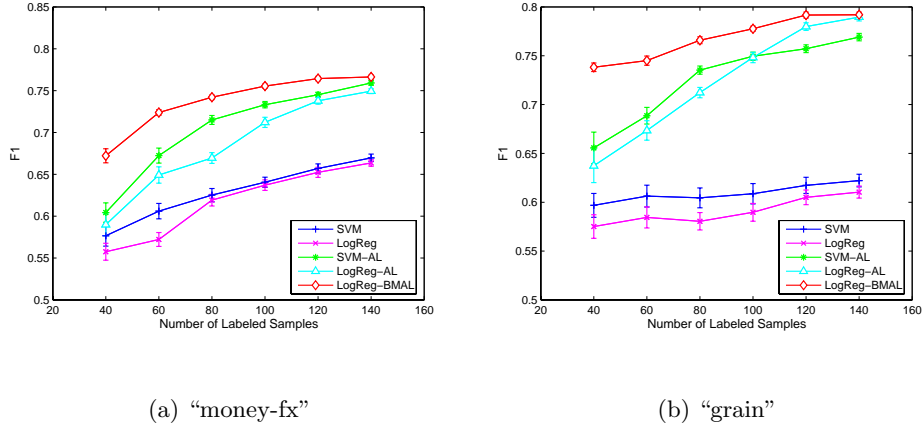 0.8
0.75
0.7
0.65
0.6
0.55
0.5
F1
20 40 60 80 100 120 140 160
Number of Labeled Samples
SVM
LogReg
SVM−AL
LogReg−AL
LogReg−BMAL
(a) “money-fx”
0.85
0.8
0.75
0.7
0.65
0.6
0.55
0.5
F1
20 40 60 80 100 120 140 160
Number of Labeled Samples
SVM
LogReg
SVM−AL
LogReg−AL
LogReg−BMAL
(b) “grain”